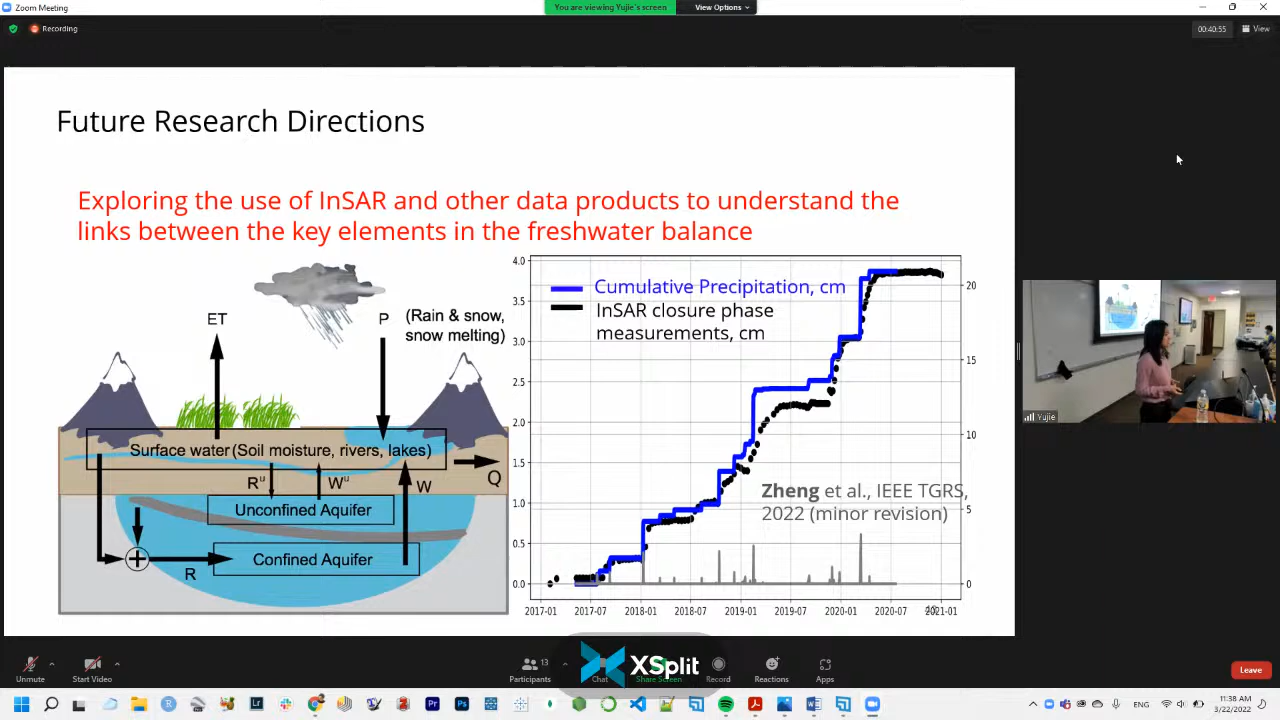 Zoom Meeting
You are viewing Yujie's screen
View Options
Recording
00:40:55
View
Future Research Directions
Exploring the use of InSAR and other data products to understand the
links between the key elements in the freshwater balance
ET
P
(Rain & snow,
snow melting)
Surface water (Soil moisture, rivers, lakes)
Rᵘ
Wᵘ
W
Q
Unconfined Aquifer
Confined Aquifer
R
Cumulative Precipitation, cm
InSAR closure phase
measurements, cm
4.0
3.5
3.0
2.5
2.0
1.5
1.0
0.5
0.0
20
15
10
5
0
Zheng et al., IEEE TGRS,
2022 (minor revision)
2017-01 2017-07 2018-01 2018-07 2019-01 2019-07 2020-01 2020-07 2021-01
Yujie
Unmute
Start Video
13
Participants
Chat
Share Screen
Record
Reactions
Apps
Leave
XSplit
11:38 AM
3/22/2022